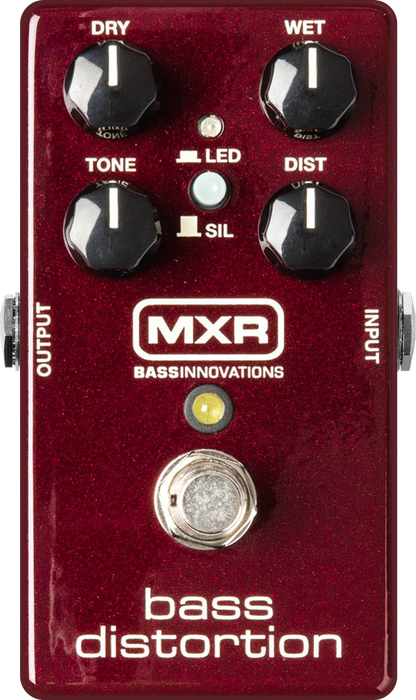 DRY
WET
LED
TONE
DIST
SIL
OUTPUT
INPUT
MXR
BASSINNOVATIONS
bass
distortion